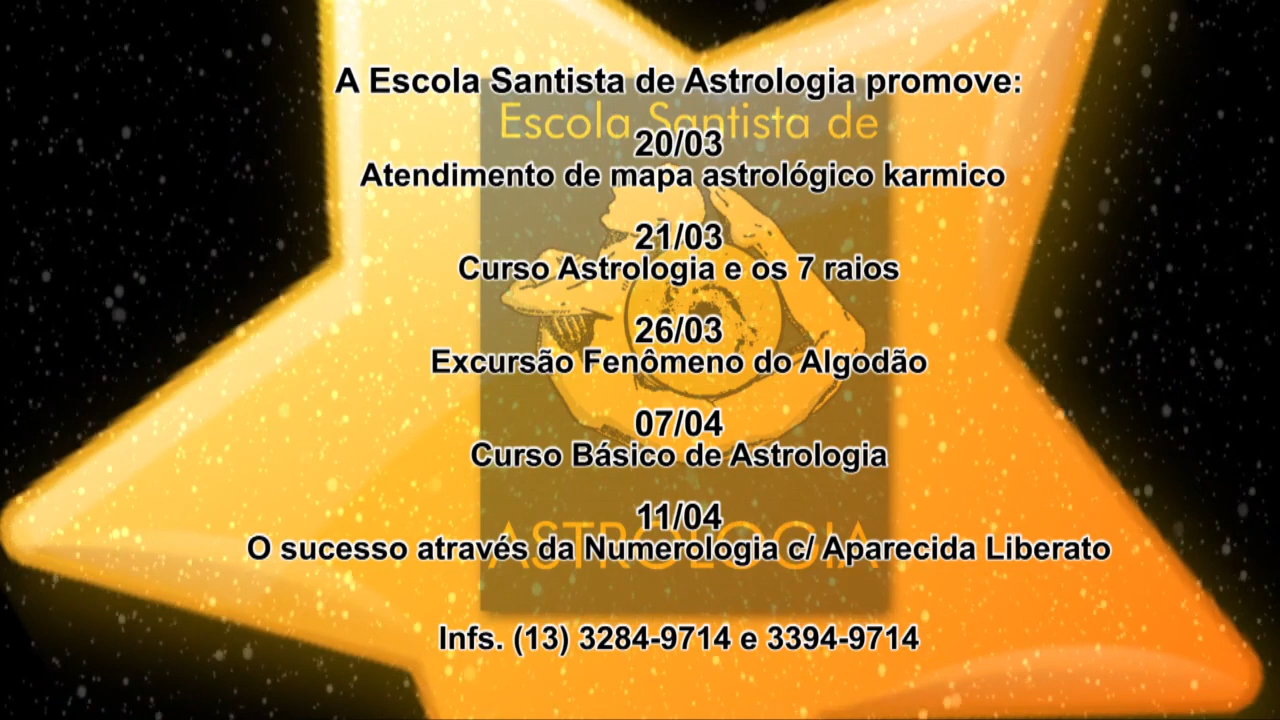 A Escola Santista de Astrologia promove:
Escola Santista de
20/03
Atendimento de mapa astrológico karmico
21/03
Curso Astrologia e os 7 raios
26/03
Excursão Fenômeno do Algodão
07/04
Curso Básico de Astrologia
11/04
ASTROLOGIA
O sucesso através da Numerologia c/ Aparecida Liberato
Infs. (13) 3284-9714 e 3394-9714